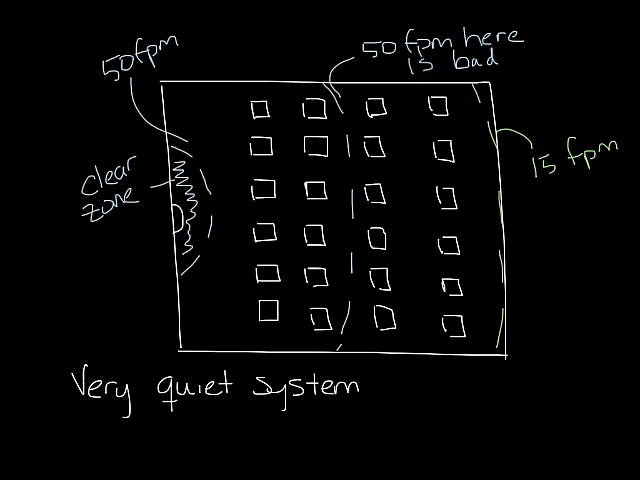 50fpm
50 fpm here
is bad
clear
zone
15 fpm
Very quiet system